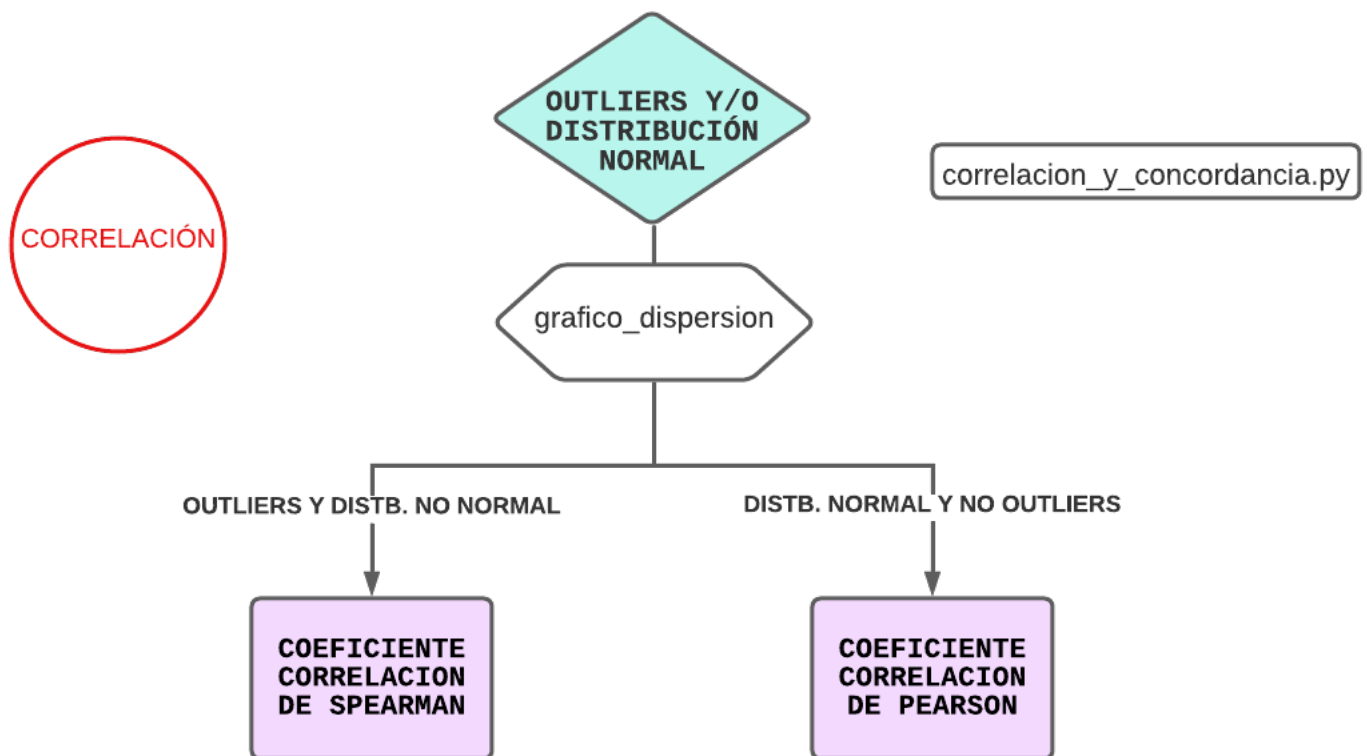 OUTLIERS Y/O
DISTRIBUCIÓN
NORMAL
correlacion_y_concordancia.py
CORRELACIÓN
grafico_dispersion
OUTLIERS Y DISTB. NO NORMAL
DISTB. NORMAL Y NO OUTLIERS
COEFICIENTE
CORRELACION
DE SPEARMAN
COEFICIENTE
CORRELACION
DE PEARSON